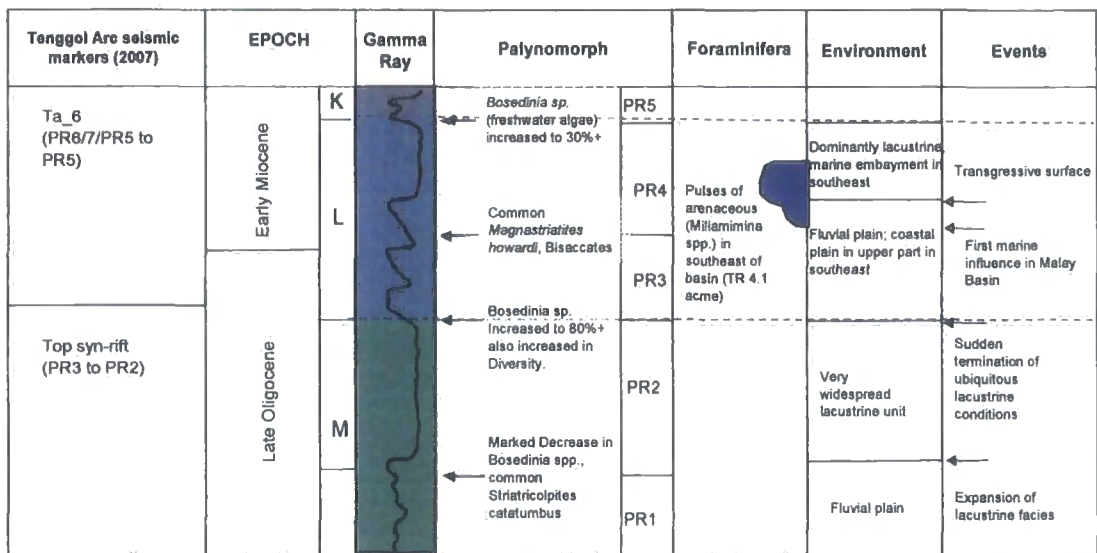 Tenggol Arc seismic
markers (2007)
EPOCH
Gamma
Ray
Palynomorph
Foraminifera
Environment
Events
Ta_6
(PR6/7/PR5 to
PR5)
Top syn-rift
(PR3 to PR2)
Early Miocene
Late Oligocene
K
L
M
Bosedinia sp.
(freshwater algae)
increased to 30%+
Common
Magnastriatites
howardi, Bisaccates
Bosedinia sp.
Increased to 80%+
also increased in
Diversity.
Marked Decrease in
Bosedinia spp.,
common
Striatricolpites
catatumbus
PR5
PR4
PR3
PR2
PR1
Pulses of
arenaceous
(Miliamimina
spp.) in
southeast of
basin (TR 4.1
acme)
Dominantly lacustrine,
marine embayment in
southeast
Fluvial plain; coastal
plain in upper part in
southeast
Very
widespread
lacustrine unit
Fluvial plain
Transgressive surface
First marine
influence in Malay
Basin
Sudden
termination of
ubiquitous
lacustrine
conditions
Expansion of
lacustrine facies